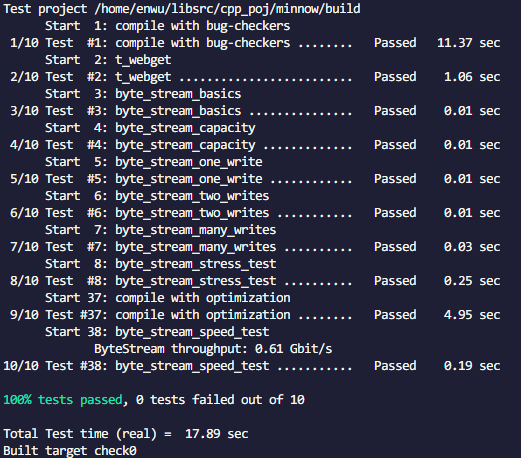 Test project /home/enwu/libsrc/cpp_poj/minnow/build
      Start  1: compile with bug-checkers
 1/10 Test  #1: compile with bug-checkers ........   Passed   11.37 sec
      Start  2: t_webget
 2/10 Test  #2: t_webget .........................   Passed    1.06 sec
      Start  3: byte_stream_basics
 3/10 Test  #3: byte_stream_basics ...............   Passed    0.01 sec
      Start  4: byte_stream_capacity
 4/10 Test  #4: byte_stream_capacity .............   Passed    0.01 sec
      Start  5: byte_stream_one_write
 5/10 Test  #5: byte_stream_one_write ............   Passed    0.01 sec
      Start  6: byte_stream_two_writes
 6/10 Test  #6: byte_stream_two_writes ...........   Passed    0.01 sec
      Start  7: byte_stream_many_writes
 7/10 Test  #7: byte_stream_many_writes ..........   Passed    0.03 sec
      Start  8: byte_stream_stress_test
 8/10 Test  #8: byte_stream_stress_test ..........   Passed    0.25 sec
      Start 37: compile with optimization
 9/10 Test #37: compile with optimization ........   Passed    4.95 sec
      Start 38: byte_stream_speed_test
             ByteStream throughput: 0.61 Gbit/s
10/10 Test #38: byte_stream_speed_test ...........   Passed    0.19 sec
100% tests passed, 0 tests failed out of 10
Total Test time (real) =  17.89 sec
Built target check0